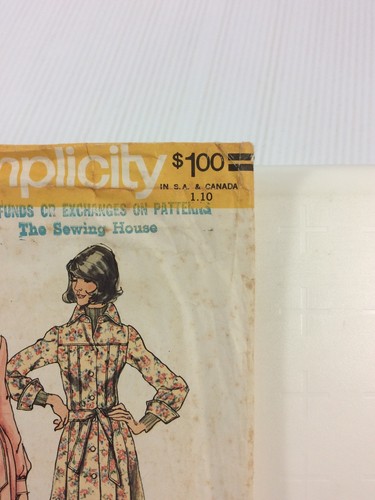 mplicity
$1.00
IN S.A. & CANADA
1.10
FUNDS OR EXCHANGES ON PATTERNS
The Sewing House